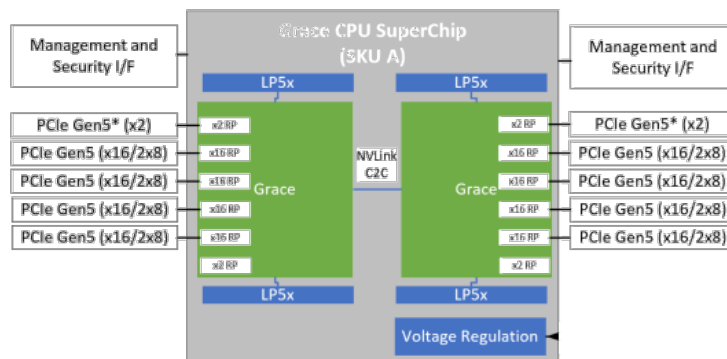 Grace CPU SuperChip
(SKU A)
Management and
Security I/F
Management and
Security I/F
LP5x
LP5x
PCIe Gen5* (x2)
x2 RP
x2 RP
PCIe Gen5* (x2)
PCIe Gen5 (x16/2x8)
x16 RP
NVLink
C2C
x16 RP
PCIe Gen5 (x16/2x8)
PCIe Gen5 (x16/2x8)
x16 RP
Grace
Grace
x16 RP
PCIe Gen5 (x16/2x8)
PCIe Gen5 (x16/2x8)
x16 RP
x16 RP
PCIe Gen5 (x16/2x8)
PCIe Gen5 (x16/2x8)
x16 RP
x16 RP
PCIe Gen5 (x16/2x8)
x2 RP
x2 RP
LP5x
LP5x
Voltage Regulation